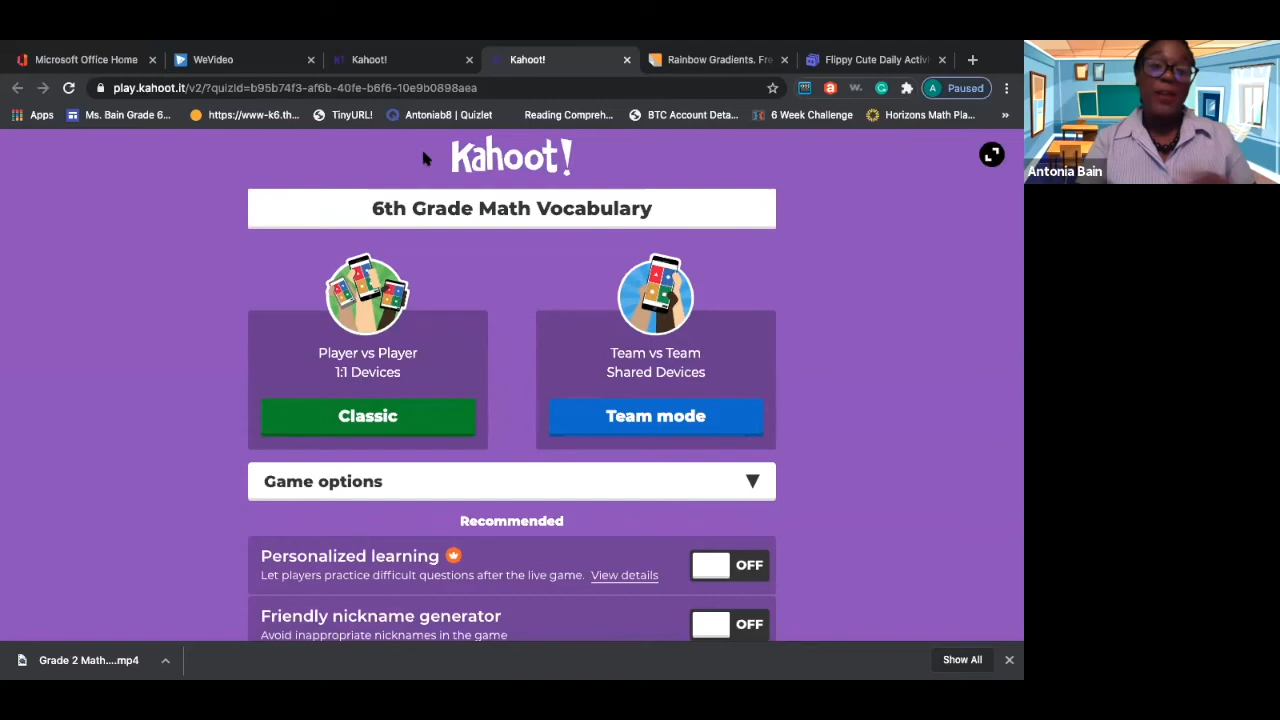 Microsoft Office Home
WeVideo
Kahoot!
Kahoot!
Rainbow Gradients. Fre
Flippy Cute Daily Activi
play.kahoot.it/v2/?quizId=b95b74f3-af6b-40fe-b6f6-10e9b0898aea
A Paused
Apps
Ms. Bain Grade 6...
https://www-k6.th...
TinyURL!
Antoniab8 | Quizlet
Reading Compreh...
BTC Account Deta...
6 Week Challenge
Horizons Math Pla...
»
Antonia Bain
Kahoot!
6th Grade Math Vocabulary
Player vs Player
1:1 Devices
Classic
Team vs Team
Shared Devices
Team mode
Game options
Recommended
Personalized learning
Let players practice difficult questions after the live game. View details
OFF
Friendly nickname generator
Avoid inappropriate nicknames in the game
OFF
Grade 2 Math....mp4
Show All